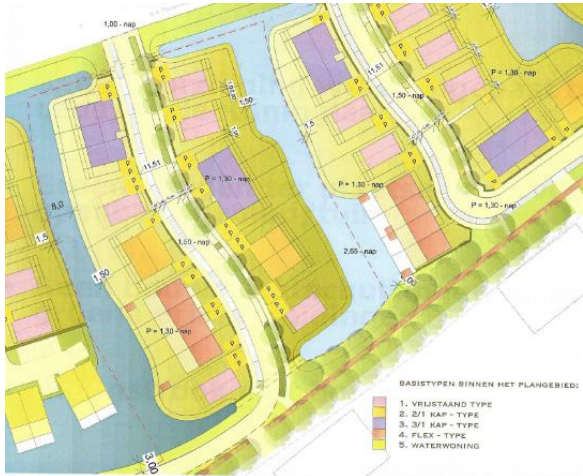 1,00 - nap
11,51
1,50
P = 1,30 - nap
1,50 - nap
1,5
P = 1,30 - nap
11,51
P = 1,30 - nap
P = 1,30 - nap
8,0
1,5
1,50 - nap
2,65 - nap
1,50
P = 1,30 - nap
3,00
BASISTYPEN BINNEN HET PLANGEBIED:
1. VRIJSTAAND TYPE
2. 2/1 KAP - TYPE
3. 3/1 KAP - TYPE
4. FLEX - TYPE
5. WATERWONING